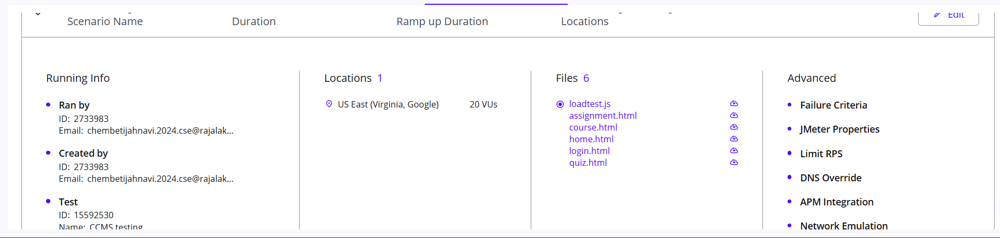 Edit
Scenario Name
Duration
Ramp up Duration
Locations
Running Info
Ran by
ID: 2733983
Email: chembetijahnavi.2024.cse@rajalak...
Created by
ID: 2733983
Email: chembetijahnavi.2024.cse@rajalak...
Test
ID: 15592530
Name: CCMS testing
Locations 1
US East (Virginia, Google) 20 VUs
Files 6
loadtest.js
assignment.html
course.html
home.html
login.html
quiz.html
Advanced
Failure Criteria
JMeter Properties
Limit RPS
DNS Override
APM Integration
Network Emulation